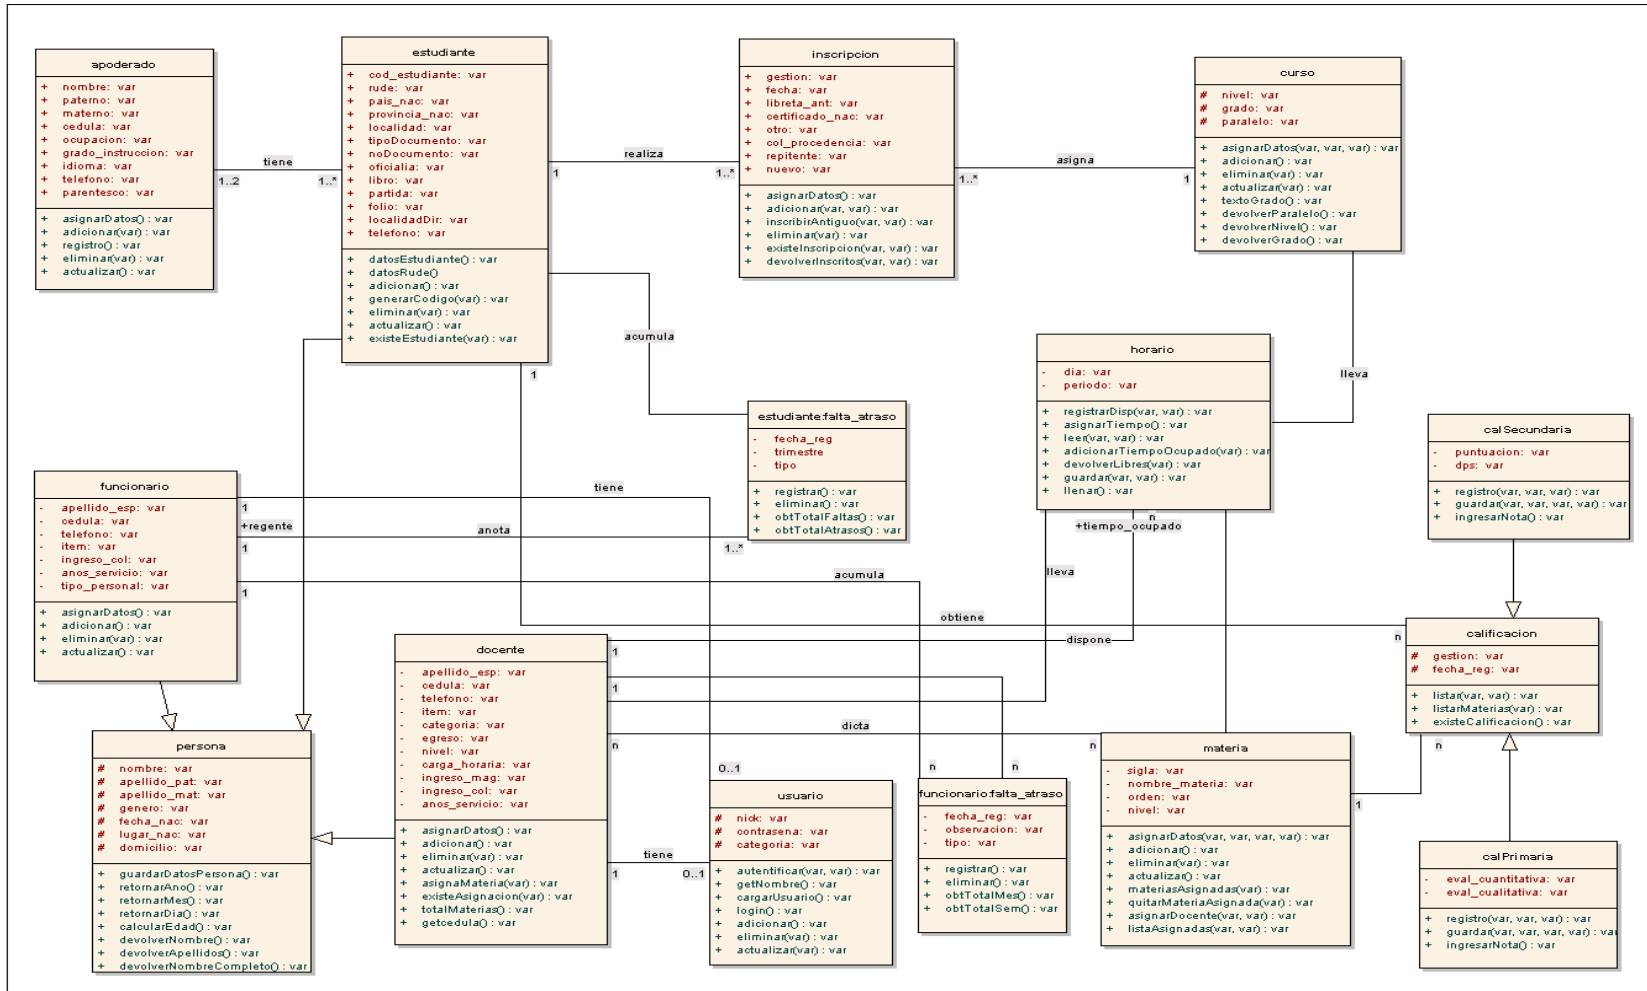 apoderado
+ nombre: var
+ paterno: var
+ materno: var
+ cedula: var
+ ocupacion: var
+ grado_instruccion: var
+ idioma: var
+ telefono: var
+ parentesco: var
+ asignarDatos() : var
+ adicionar(var) : var
+ registro() : var
+ eliminar(var) : var
+ actualizar() : var
tiene
1..2
1..*
estudiante
+ cod_estudiante: var
+ rude: var
+ pais_nac: var
+ provincia_nac: var
+ localidad: var
+ tipoDocumento: var
+ noDocumento: var
+ oficialia: var
+ libro: var
+ partida: var
+ folio: var
+ localidadDir: var
+ telefono: var
+ datosEstudiante() : var
+ datosRude()
+ adicionar() : var
+ generarCodigo(var) : var
+ eliminar(var) : var
+ actualizar() : var
+ existeEstudiante(var) : var
realiza
1
1..*
inscripcion
+ gestion: var
+ fecha: var
+ libreta_ant: var
+ certificado_nac: var
+ otro: var
+ col_procedencia: var
+ repitente: var
+ nuevo: var
+ asignarDatos() : var
+ adicionar(var, var) : var
+ inscribirAntiguo(var, var) : var
+ eliminar(var) : var
+ existeInscripcion(var, var) : var
+ devolverInscritos(var, var) : var
asigna
1..*
1
curso
# nivel: var
# grado: var
# paralelo: var
+ asignarDatos(var, var, var) : var
+ adicionar() : var
+ eliminar(var) : var
+ actualizar(var) : var
+ textoGrado() : var
+ devolverParalelo() : var
+ devolverNivel() : var
+ devolverGrado() : var
acumula
1
lleva
horario
- dia: var
- periodo: var
+ registrarDisp(var, var) : var
+ asignarTiempo() : var
+ leer(var, var) : var
+ adicionarTiempoOcupado(var) : var
+ devolverLibres() : var
+ guardar(var, var) : var
+ llenar() : var
estudiante:falta_atraso
- fecha_reg
- trimestre
- tipo
+ registrar() : var
+ eliminar() : var
+ obtTotalFaltas() : var
+ obtTotalAtrasos() : var
calSecundaria
- puntuacion: var
- dps: var
+ registro(var, var, var) : var
+ guardar(var, var, var, var) : var
+ ingresarNota() : var
funcionario
- apellido_esp: var
- cedula: var
- telefono: var
- item: var
- ingreso_col: var
- anos_servicio: var
- tipo_personal: var
+ asignarDatos() : var
+ adicionar() : var
+ eliminar(var) : var
+ actualizar() : var
tiene
1
+regente
1
anota
1..*
n
+tiempo_ocupado
acumula
1
lleva
obtiene
n
dispone
1
1
calificacion
# gestion: var
# fecha_reg: var
+ listar(var, var) : var
+ listarMaterias(var) : var
+ existeCalificacion() : var
docente
- apellido_esp: var
- cedula: var
- telefono: var
- item: var
- categoria: var
- egreso: var
- nivel: var
- carga_horaria: var
- ingreso_mag: var
- ingreso_col: var
- anos_servicio: var
+ asignarDatos() : var
+ adicionar() : var
+ eliminar(var) : var
+ actualizar() : var
+ asignaMateria(var) : var
+ existeAsignacion(var) : var
+ totalMaterias() : var
+ getcedula() : var
dicta
n
n
n
persona
# nombre: var
# apellido_pat: var
# apellido_mat: var
# genero: var
# fecha_nac: var
# lugar_nac: var
# domicilio: var
+ guardarDatosPersona() : var
+ retornarAno() : var
+ retornarMes() : var
+ retornarDia() : var
+ calcularEdad() : var
+ devolverNombre() : var
+ devolverApellidos() : var
+ devolverNombreCompleto() : var
tiene
1
0..1
0..1
usuario
# nick: var
# contrasena: var
# categoria: var
+ autentificar(var, var) : var
+ getNombre() : var
+ cargarUsuario() : var
+ login() : var
+ adicionar() : var
+ eliminar(var) : var
+ actualizar(var) : var
n
n
funcionario:falta_atraso
- fecha_reg: var
- observacion: var
- tipo: var
+ registrar() : var
+ eliminar() : var
+ obtTotalMes() : var
+ obtTotalSem() : var
materia
- sigla: var
- nombre_materia: var
- orden: var
- nivel: var
+ asignarDatos(var, var, var, var) : var
+ adicionar() : var
+ eliminar(var) : var
+ actualizar() : var
+ materiasAsignadas(var) : var
+ quitarMateriaAsignada(var) : var
+ asignarDocente(var, var) : var
+ listaAsignadas(var, var) : var
1
calPrimaria
- eval_cuantitativa: var
- eval_cualitativa: var
+ registro(var, var, var) : var
+ guardar(var, var, var, var) : var
+ ingresarNota() : var